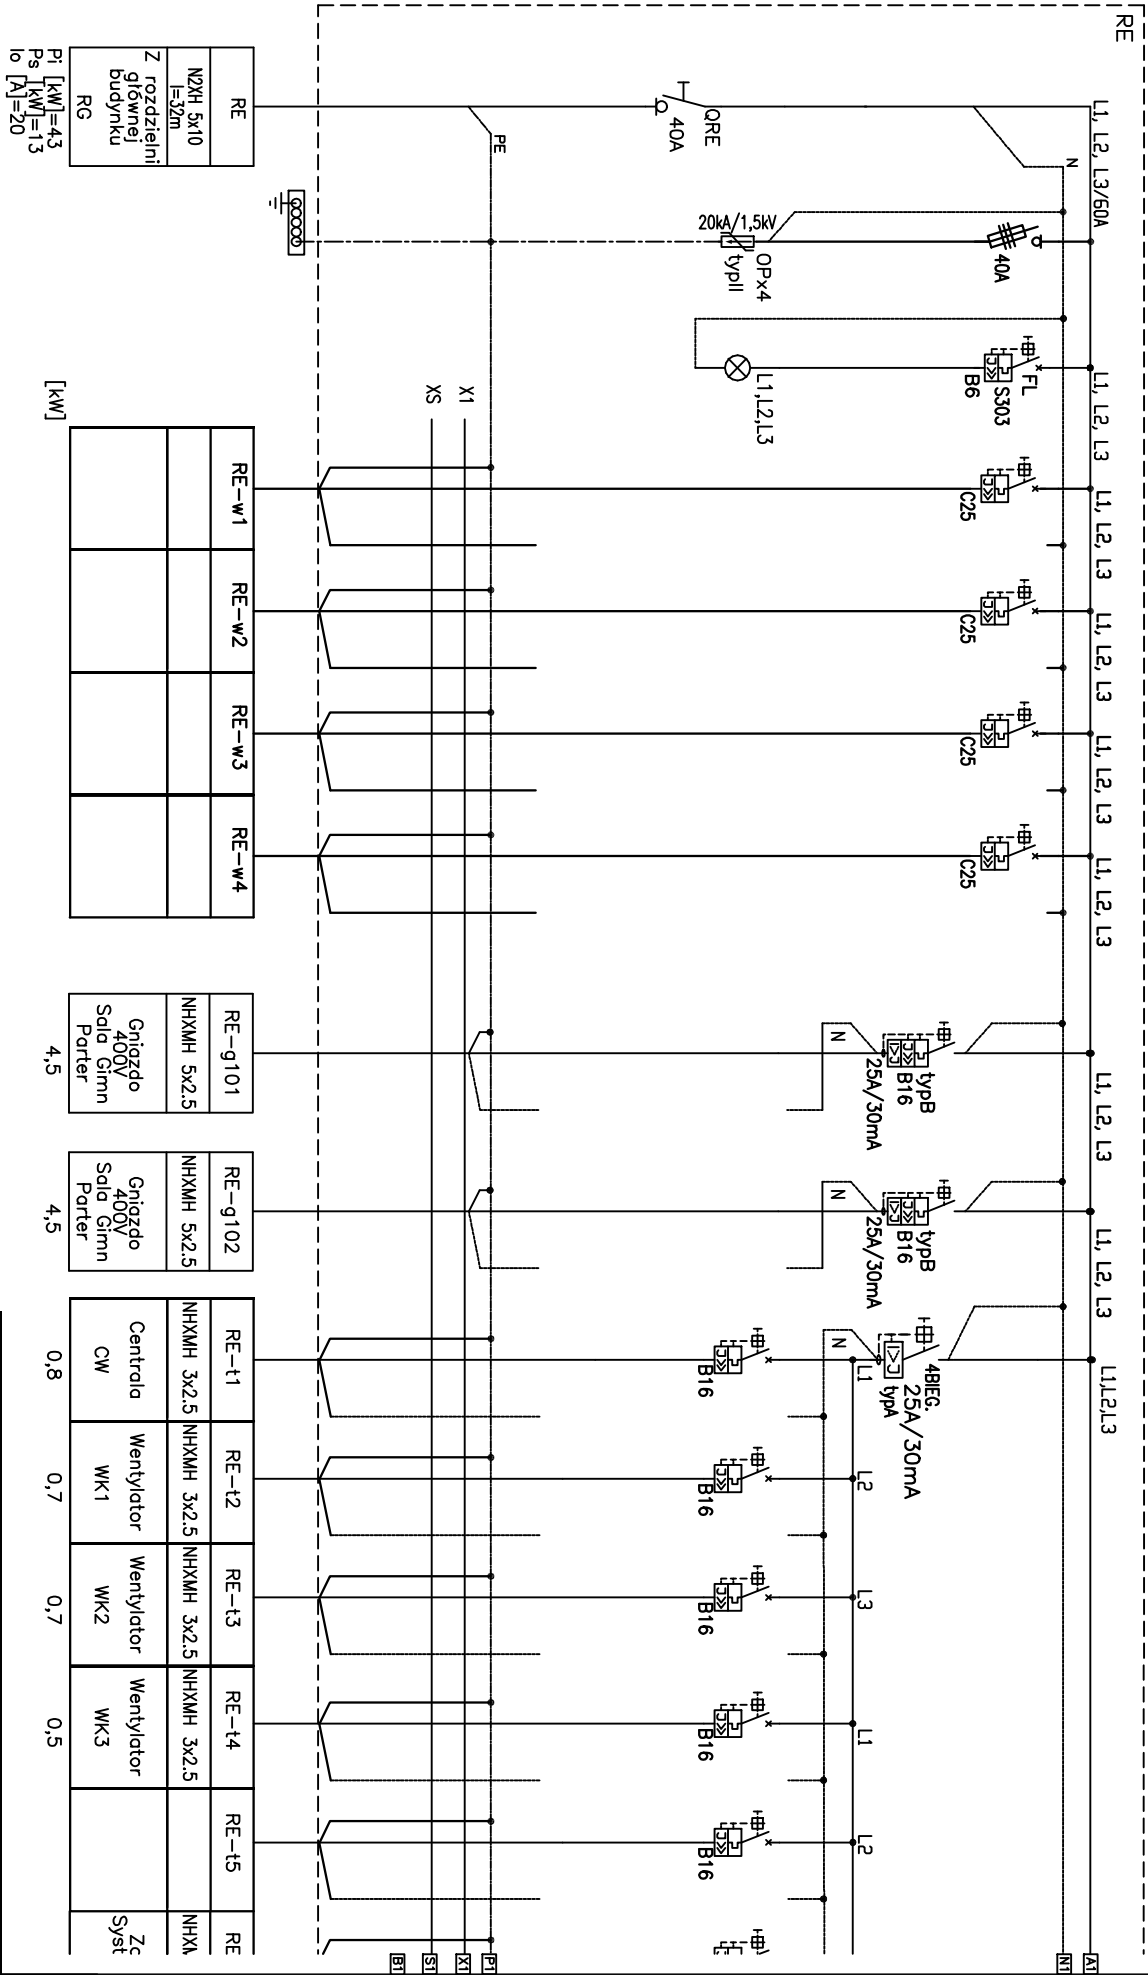 RE
L1, L2, L3/60A
N
QRE
40A
PE
RE
N2XH 5x10
l=32m
Z rozdzielni
głównej
budynku
RG
Pi [kW]=43
Ps [kW]=13
Io [A]=20
40A
20kA/1,5kV
OPx4
typII
L1, L2, L3
FL
S303
B6
L1,L2,L3
X1
XS
[kW]
L1, L2, L3
C25
RE-w1
L1, L2, L3
C25
RE-w2
L1, L2, L3
C25
RE-w3
L1, L2, L3
C25
RE-w4
L1, L2, L3
typB
B16
25A/30mA
N
RE-g101
NHXMH 5x2.5
Gniazdo
400V
Sala Gimn
Parter
4,5
L1, L2, L3
typB
B16
25A/30mA
N
RE-g102
NHXMH 5x2.5
Gniazdo
400V
Sala Gimn
Parter
4,5
L1,L2,L3
4BIEG.
25A/30mA
typA
N
L1
B16
RE-t1
NHXMH 3x2.5
Centrala
CW
0,8
L2
B16
RE-t2
NHXMH 3x2.5
Wentylator
WK1
0,7
L3
B16
RE-t3
NHXMH 3x2.5
Wentylator
WK2
0,7
L1
B16
RE-t4
NHXMH 3x2.5
Wentylator
WK3
0,5
L2
B16
RE-t5
RE
Syst
A1
N1
P1
X1
S1
B1